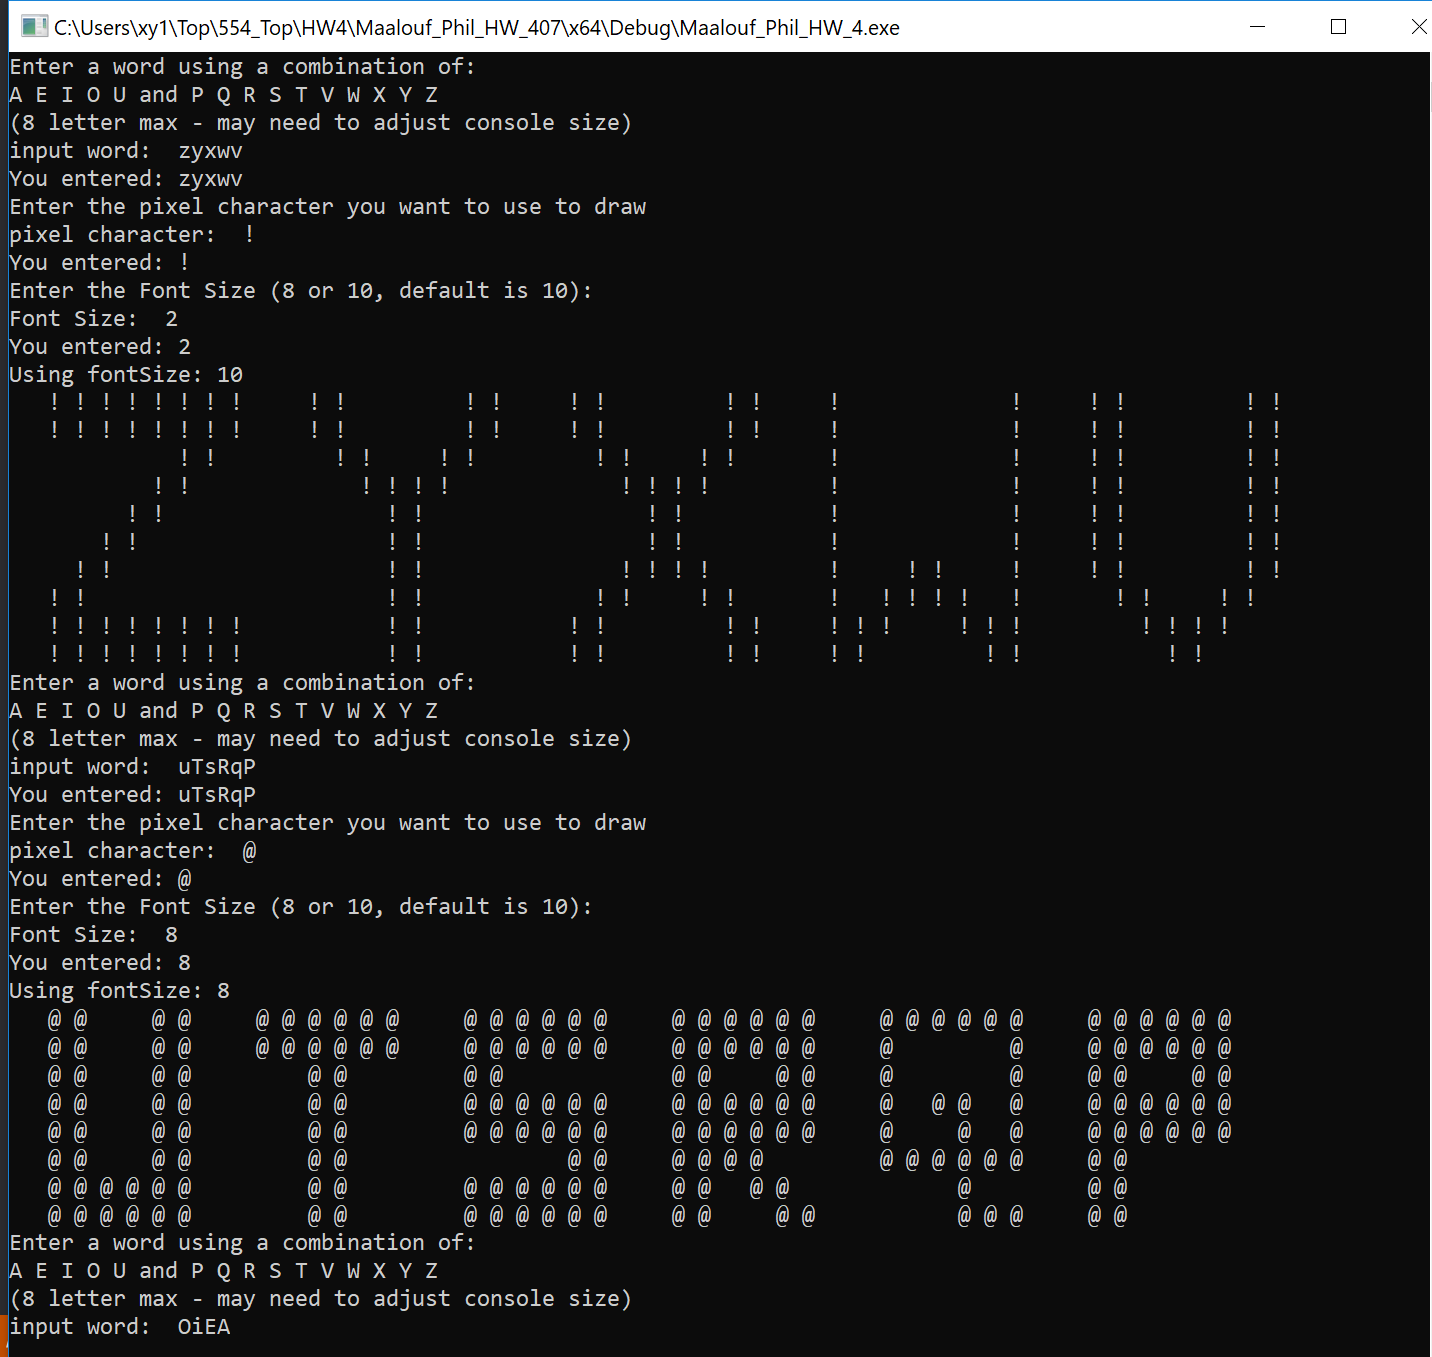 C:\Users\xy1\Top\554_Top\HW4\Maalouf_Phil_HW_407\x64\Debug\Maalouf_Phil_HW_4.exe
Enter a word using a combination of:
A E I O U and P Q R S T V W X Y Z
(8 letter max - may need to adjust console size)
input word:  zyxwv
You entered: zyxwv
Enter the pixel character you want to use to draw
pixel character:  !
You entered: !
Enter the Font Size (8 or 10, default is 10):
Font Size:  2
You entered: 2
Using fontSize: 10
   ! ! ! ! ! ! ! !     ! !         ! !     ! !         ! !     !             !     ! !         ! !
   ! ! ! ! ! ! ! !     ! !         ! !     ! !         ! !     !             !     ! !         ! !
             ! !         ! !     ! !         ! !     ! !       !             !     ! !         ! !
           ! !             ! ! ! !             ! ! ! !         !             !     ! !         ! !
         ! !                 ! !                 ! !           !             !     ! !         ! !
       ! !                   ! !                 ! !           !             !     ! !         ! !
     ! !                     ! !               ! ! ! !         !     ! !     !     ! !         ! !
   ! !                       ! !             ! !     ! !       !   ! ! ! !   !       ! !     ! !
   ! ! ! ! ! ! ! !           ! !           ! !         ! !     ! ! !     ! ! !         ! ! ! !
   ! ! ! ! ! ! ! !           ! !           ! !         ! !     ! !         ! !           ! !
Enter a word using a combination of:
A E I O U and P Q R S T V W X Y Z
(8 letter max - may need to adjust console size)
input word:  uTsRqP
You entered: uTsRqP
Enter the pixel character you want to use to draw
pixel character:  @
You entered: @
Enter the Font Size (8 or 10, default is 10):
Font Size:  8
You entered: 8
Using fontSize: 8
   @ @     @ @     @ @ @ @ @ @     @ @ @ @ @ @     @ @ @ @ @ @     @ @ @ @ @ @     @ @ @ @ @ @
   @ @     @ @     @ @ @ @ @ @     @ @ @ @ @ @     @ @ @ @ @ @     @         @     @ @ @ @ @ @
   @ @     @ @         @ @         @ @             @ @     @ @     @         @     @ @     @ @
   @ @     @ @         @ @         @ @ @ @ @ @     @ @ @ @ @ @     @   @ @   @     @ @ @ @ @ @
   @ @     @ @         @ @         @ @ @ @ @ @     @ @ @ @ @ @     @     @   @     @ @ @ @ @ @
   @ @     @ @         @ @                 @ @     @ @ @ @         @ @ @ @ @ @     @ @
   @ @ @ @ @ @         @ @         @ @ @ @ @ @     @ @   @ @             @         @ @
   @ @ @ @ @ @         @ @         @ @ @ @ @ @     @ @     @ @           @ @ @     @ @
Enter a word using a combination of:
A E I O U and P Q R S T V W X Y Z
(8 letter max - may need to adjust console size)
input word:  OiEA